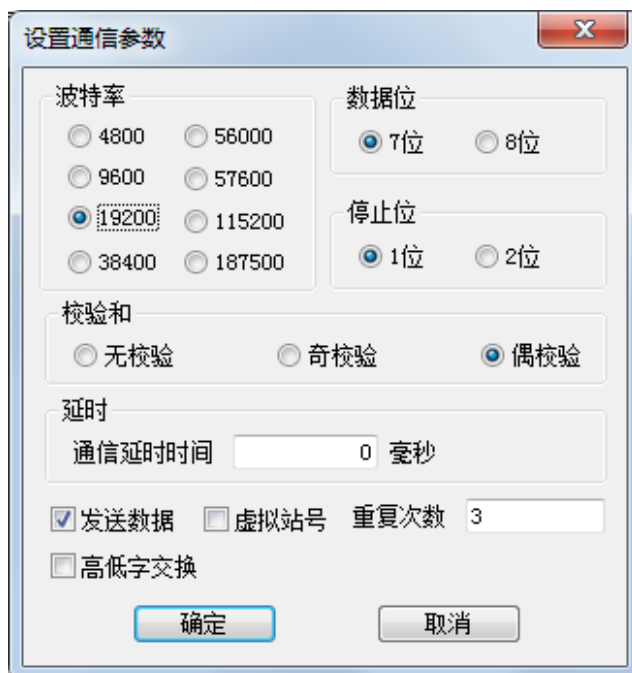 设置通信参数
波特率
4800
56000
9600
57600
19200
115200
38400
187500
数据位
7位
8位
停止位
1位
2位
校验和
无校验
奇校验
偶校验
延时
通信延时时间 0 毫秒
发送数据
虚拟站号
重复次数 3
高低字交换
确定
取消